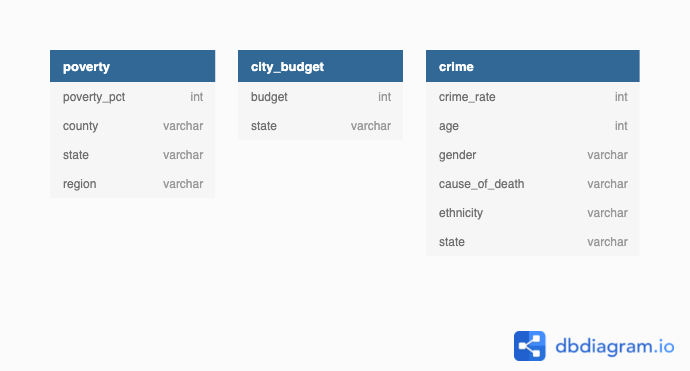 poverty
poverty_pct int
county varchar
state varchar
region varchar
city_budget
budget int
state varchar
crime
crime_rate int
age int
gender varchar
cause_of_death varchar
ethnicity varchar
state varchar
dbdiagram.io